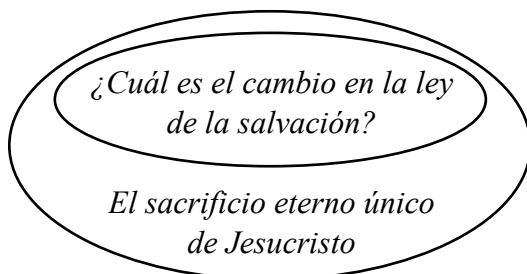 ¿Cuál es el cambio en la ley
de la salvación?
El sacrificio eterno único
de Jesucristo